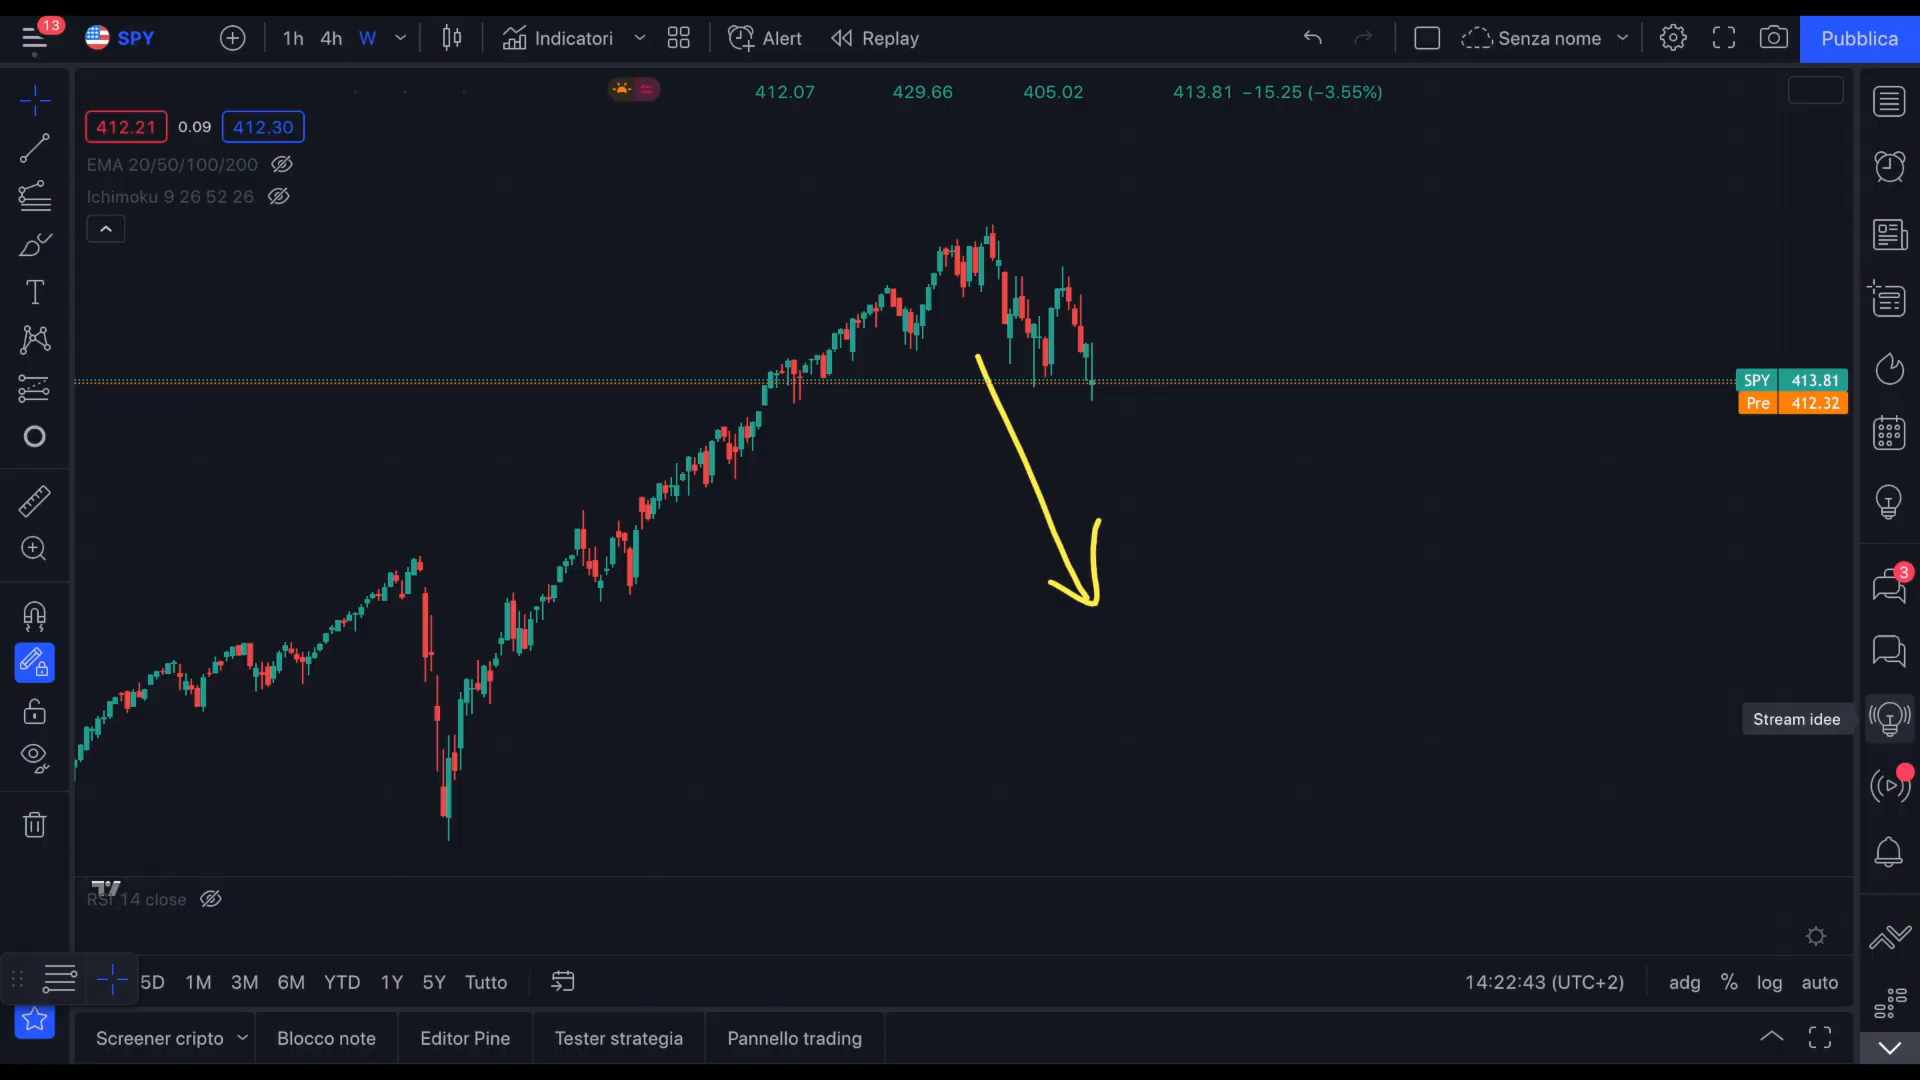 13
SPY
1h 4h W
Indicatori
Alert
Replay
Senza nome
Pubblica
412.07 429.66 405.02 413.81 −15.25 (−3.55%)
412.21 0.09 412.30
EMA 20/50/100/200
Ichimoku 9 26 52 26
SPY 413.81
Pre 412.32
3
Stream idee
RSI 14 close
5D 1M 3M 6M YTD 1Y 5Y Tutto
14:22:43 (UTC+2)
adg % log auto
Screener cripto
Blocco note
Editor Pine
Tester strategia
Pannello trading